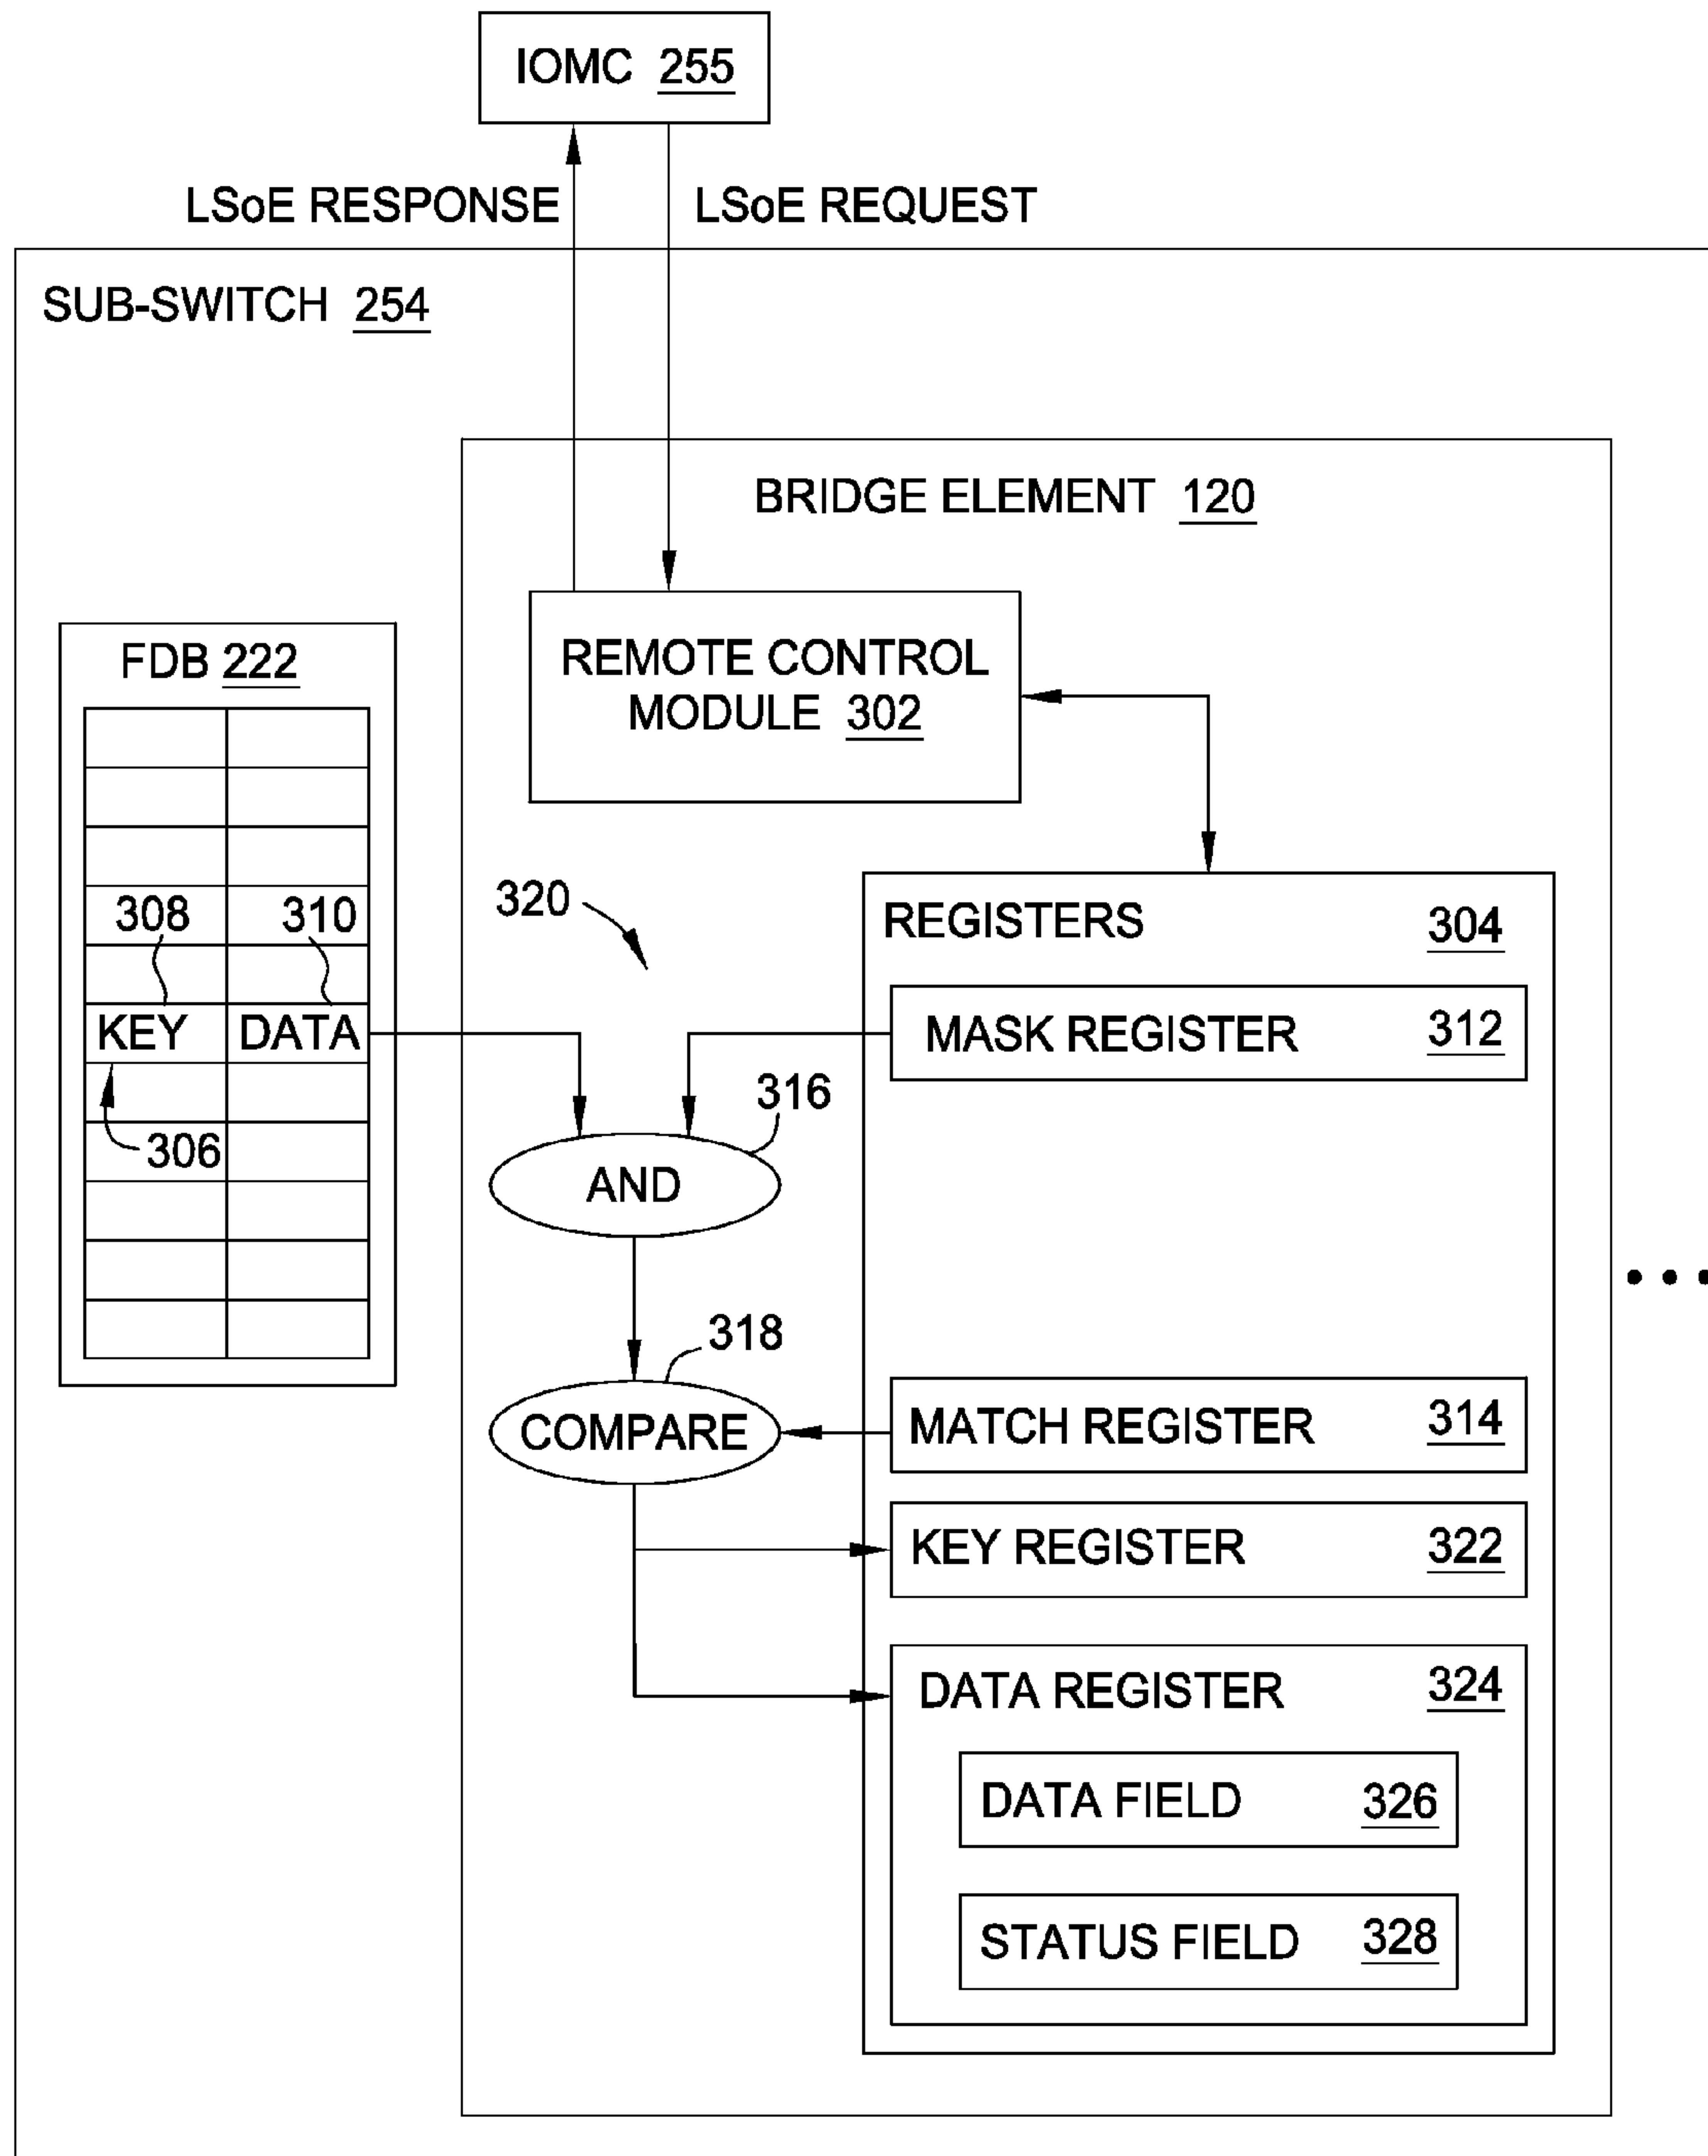 IOMC 255
LSoE RESPONSE
LSoE REQUEST
SUB-SWITCH 254
BRIDGE ELEMENT 120
REMOTE CONTROL
MODULE 302
FDB 222
308
310
KEY
DATA
306
320
REGISTERS 304
MASK REGISTER 312
316
AND
318
COMPARE
MATCH REGISTER 314
KEY REGISTER 322
DATA REGISTER 324
DATA FIELD 326
STATUS FIELD 328